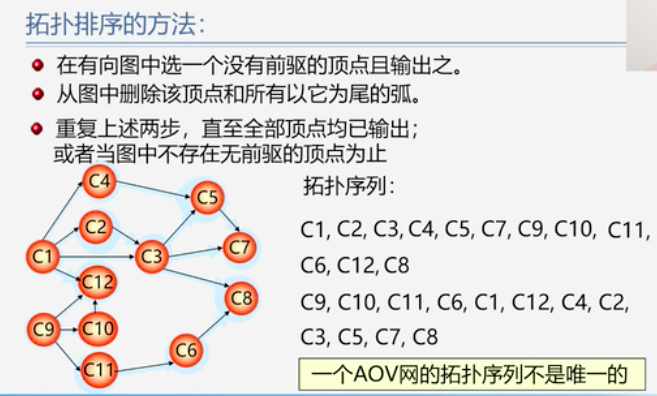 拓扑排序的方法：
在有向图中选一个没有前驱的顶点且输出之。
从图中删除该顶点和所有以它为尾的弧。
重复上述两步，直至全部顶点均已输出；
或者当图中不存在无前驱的顶点为止
C4
C5
C2
C1
C3
C7
C12
C8
C9
C10
C6
C11
拓扑序列：
C1, C2, C3, C4, C5, C7, C9, C10, C11,
C6, C12, C8
C9, C10, C11, C6, C1, C12, C4, C2,
C3, C5, C7, C8
一个AOV网的拓扑序列不是唯一的